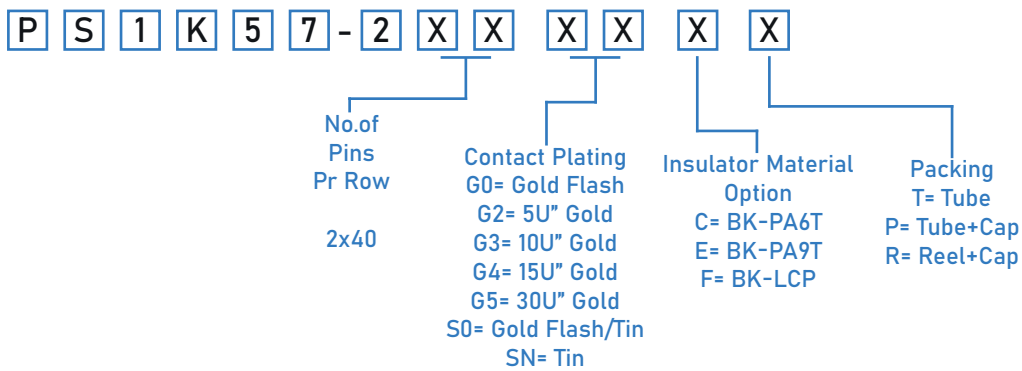 P S 1 K 5 7 - 2 X X X X X X
No.of
Pins
Pr Row
2x40
Contact Plating
G0= Gold Flash
G2= 5U” Gold
G3= 10U” Gold
G4= 15U” Gold
G5= 30U” Gold
S0= Gold Flash/Tin
SN= Tin
Insulator Material
Option
C= BK-PA6T
E= BK-PA9T
F= BK-LCP
Packing
T= Tube
P= Tube+Cap
R= Reel+Cap